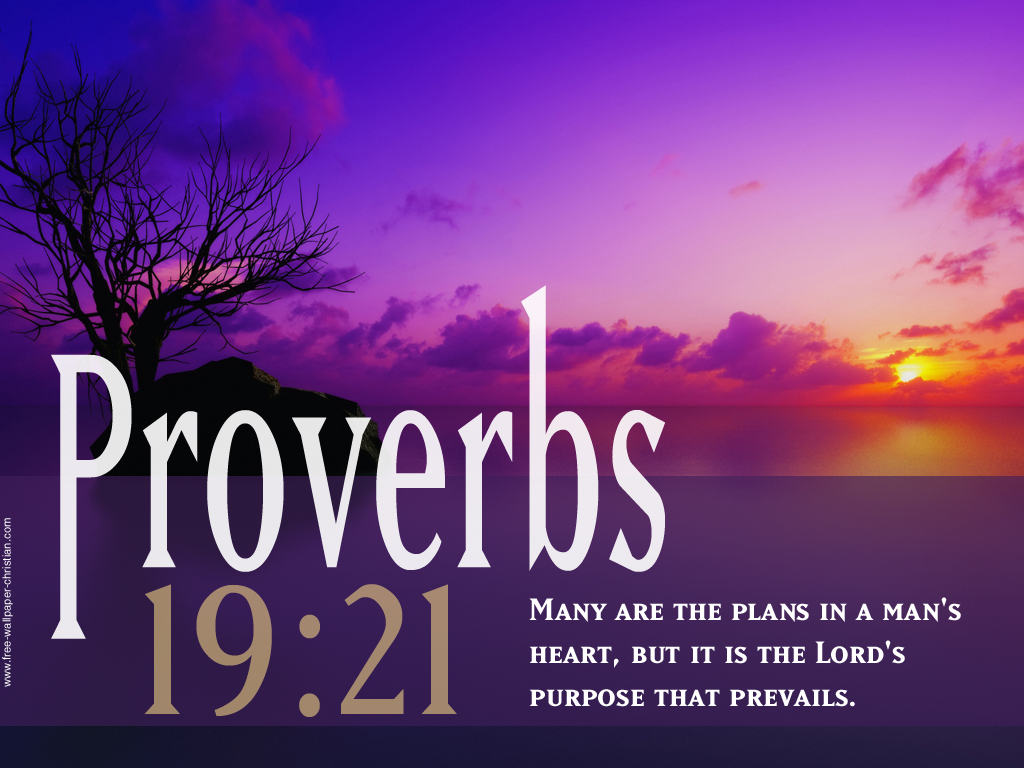 Proverbs
19:21
Many are the plans in a man's
heart, but it is the Lord's
purpose that prevails.
www.free-wallpaper-christian.com